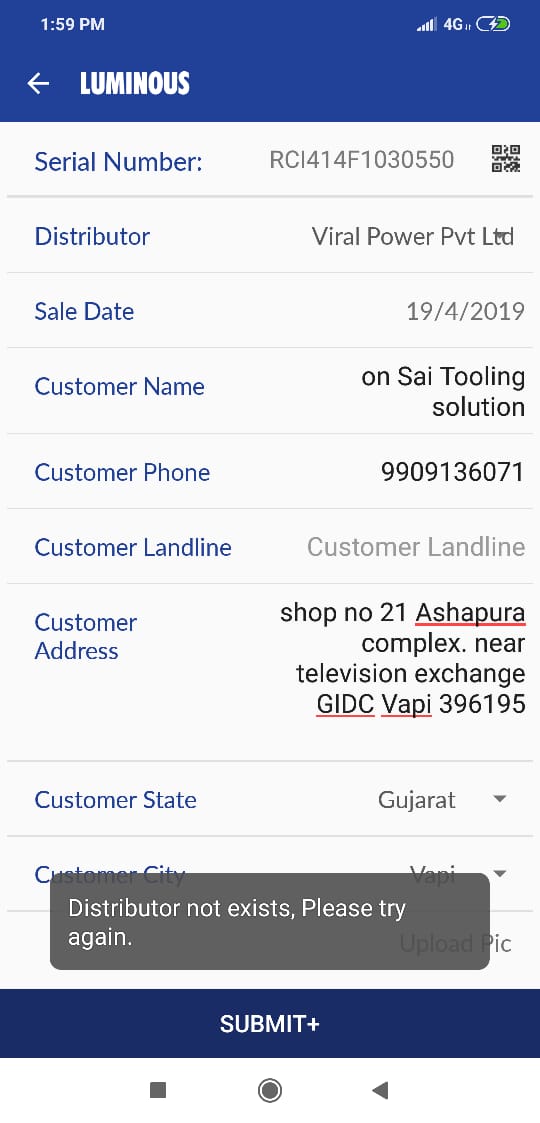 1:59 PM
4G
LUMINOUS
Serial Number: RCI414F1030550
Distributor Viral Power Pvt Ltd
Sale Date 19/4/2019
Customer Name on Sai Tooling
solution
Customer Phone 9909136071
Customer Landline Customer Landline
Customer
Address
shop no 21 Ashapura
complex. near
television exchange
GIDC Vapi 396195
Customer State Gujarat
Customer City Vapi
Distributor not exists, Please try
again.
Upload Pic
SUBMIT+